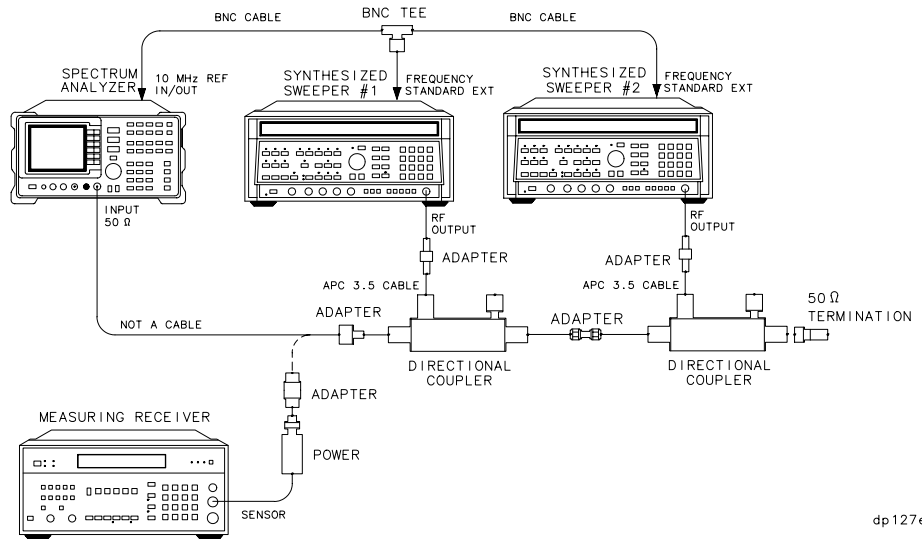 BNC TEE
BNC CABLE
BNC CABLE
SPECTRUM
ANALYZER
10 MHz REF
IN/OUT
SYNTHESIZED
SWEEPER #1
FREQUENCY
STANDARD EXT
SYNTHESIZED
SWEEPER #2
FREQUENCY
STANDARD EXT
INPUT
50 Ω
RF
OUTPUT
RF
OUTPUT
ADAPTER
ADAPTER
APC 3.5 CABLE
APC 3.5 CABLE
50 Ω
TERMINATION
NOT A CABLE
ADAPTER
ADAPTER
DIRECTIONAL
COUPLER
DIRECTIONAL
COUPLER
ADAPTER
MEASURING RECEIVER
POWER
SENSOR
dp127e